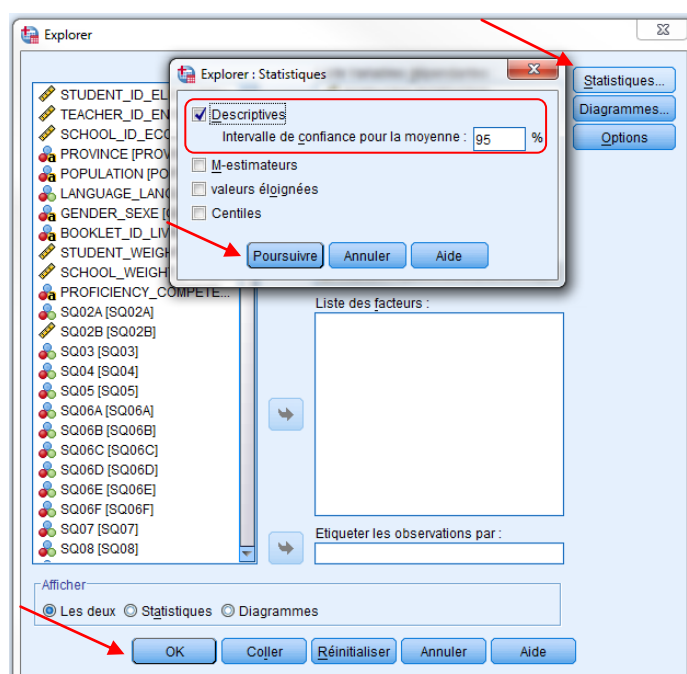 Explorer
Explorer : Statistiques
Descriptives
Intervalle de confiance pour la moyenne : 95 %
M-estimateurs
valeurs éloignées
Centiles
Poursuivre Annuler Aide
Statistiques...
Diagrammes...
Options
STUDENT_ID_EL
TEACHER_ID_EN
SCHOOL_ID_ECO
PROVINCE [PROV
POPULATION [PO
LANGUAGE_LANG
GENDER_SEXE [
BOOKLET_ID_LIV
STUDENT_WEIGH
SCHOOL_WEIGH
PROFICIENCY_COMPETE...
SQ02A [SQ02A]
SQ02B [SQ02B]
SQ03 [SQ03]
SQ04 [SQ04]
SQ05 [SQ05]
SQ06A [SQ06A]
SQ06B [SQ06B]
SQ06C [SQ06C]
SQ06D [SQ06D]
SQ06E [SQ06E]
SQ06F [SQ06F]
SQ07 [SQ07]
SQ08 [SQ08]
Liste des facteurs :
Etiqueter les observations par :
Afficher
Les deux Statistiques Diagrammes
OK Coller Réinitialiser Annuler Aide